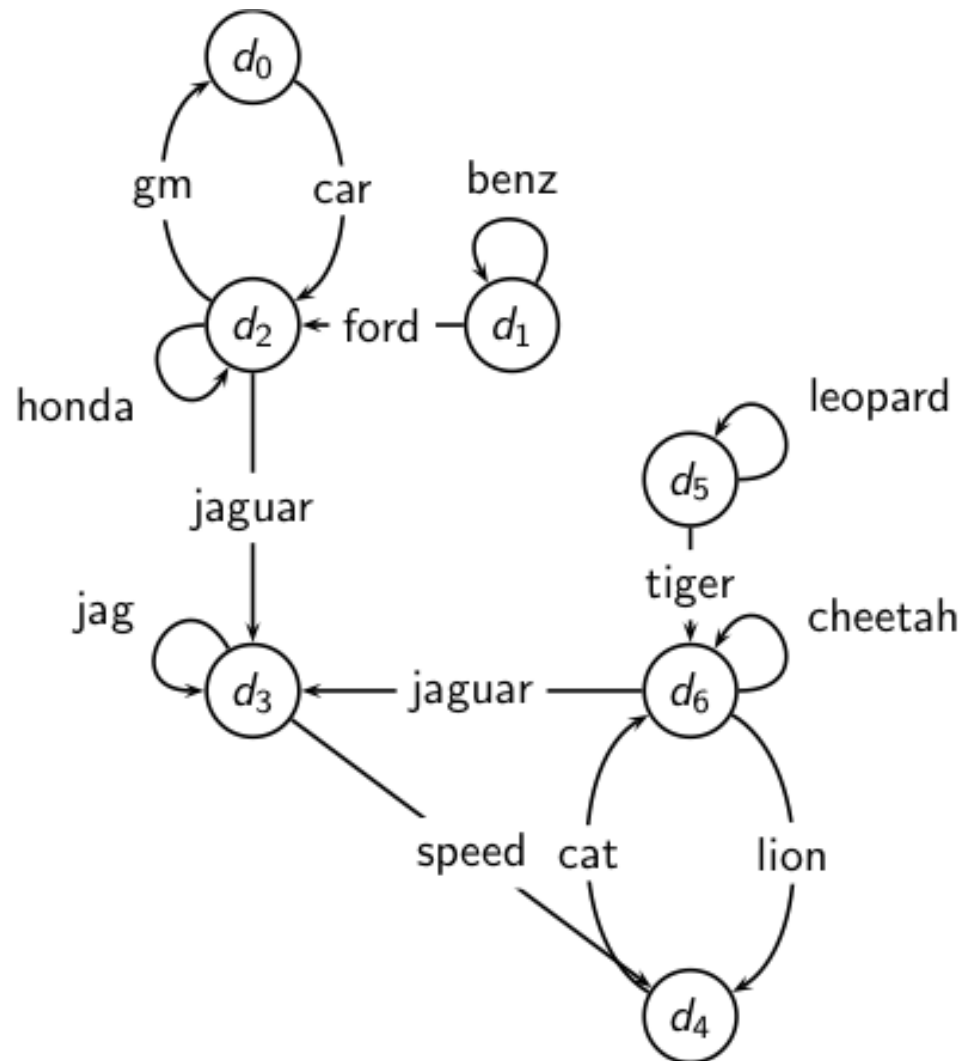 d₀
gm
car
benz
d₂
ford
d₁
honda
leopard
d₅
jaguar
tiger
jag
cheetah
d₃
jaguar
d₆
speed
cat
lion
d₄